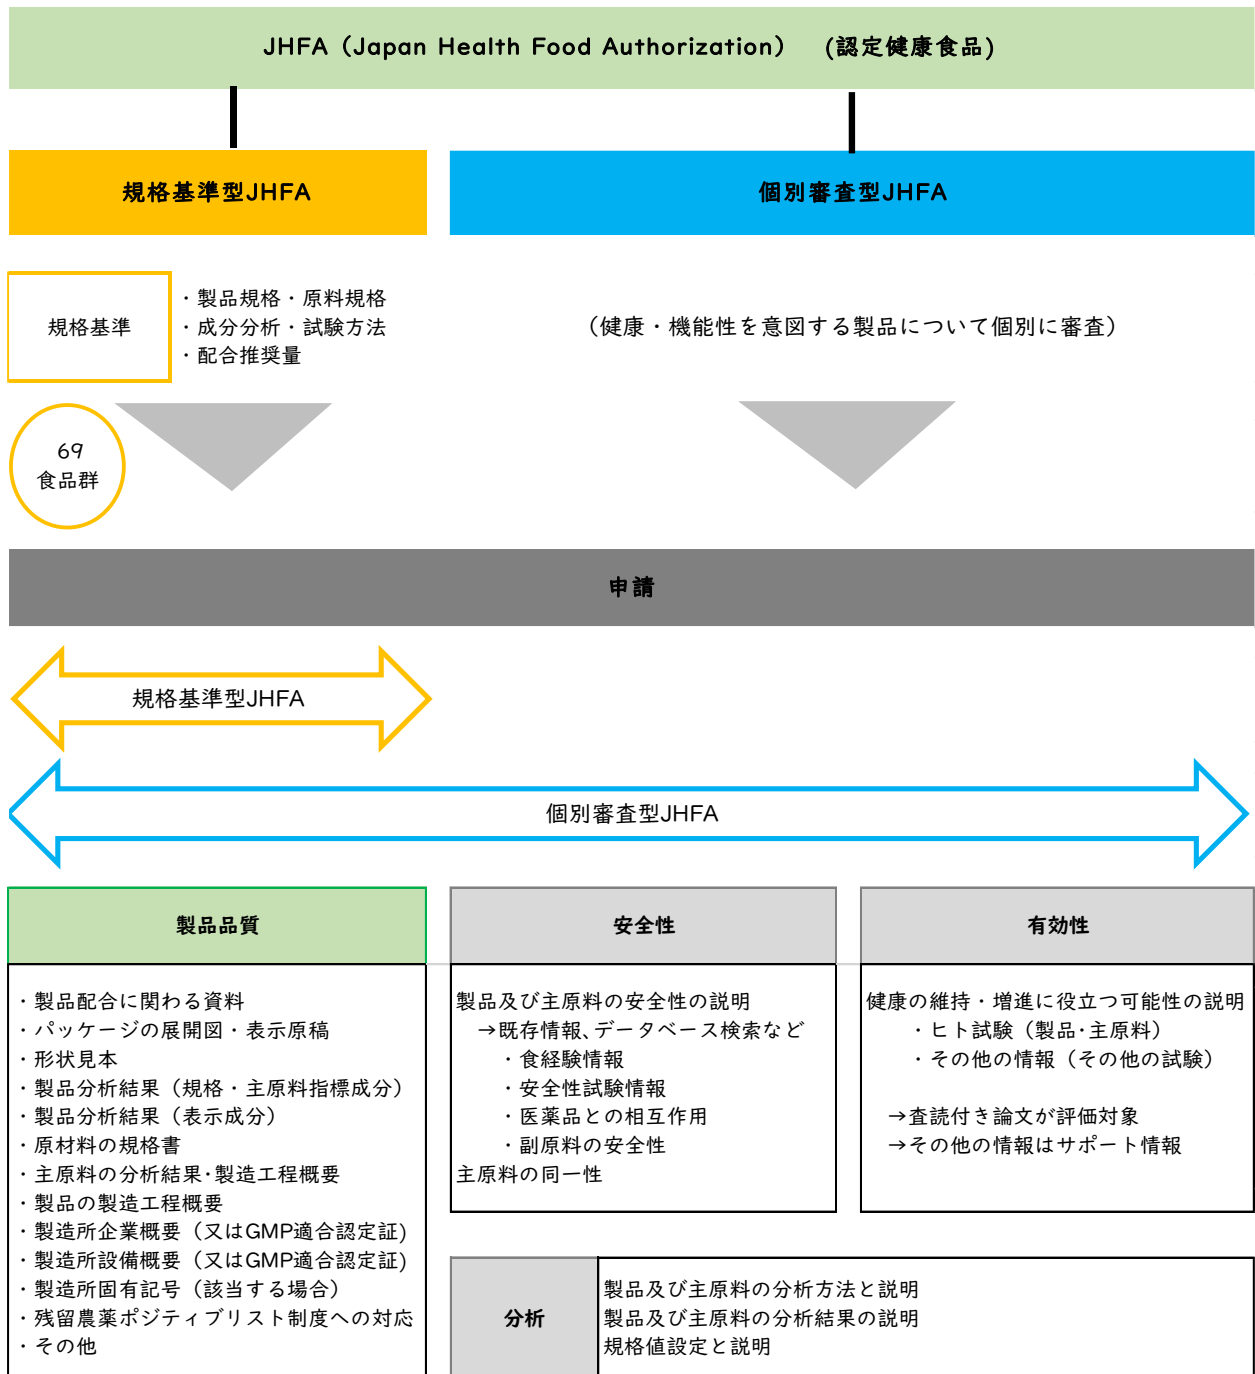 JHFA（Japan Health Food Authorization） (認定健康食品)
規格基準型JHFA
個別審査型JHFA
規格基準
・製品規格・原料規格
・成分分析・試験方法
・配合推奨量
（健康・機能性を意図する製品について個別に審査）
69
食品群
申請
規格基準型JHFA
個別審査型JHFA
製品品質
・製品配合に関わる資料
・パッケージの展開図・表示原稿
・形状見本
・製品分析結果（規格・主原料指標成分）
・製品分析結果（表示成分）
・原材料の規格書
・主原料の分析結果・製造工程概要
・製品の製造工程概要
・製造所企業概要（又はGMP適合認定証）
・製造所設備概要（又はGMP適合認定証）
・製造所固有記号（該当する場合）
・残留農薬ポジティブリスト制度への対応
・その他
安全性
製品及び主原料の安全性の説明
→既存情報、データベース検索など
・食経験情報
・安全性試験情報
・医薬品との相互作用
・副原料の安全性
主原料の同一性
有効性
健康の維持・増進に役立つ可能性の説明
・ヒト試験（製品・主原料）
・その他の情報（その他の試験）
→査読付き論文が評価対象
→その他の情報はサポート情報
分析
製品及び主原料の分析方法と説明
製品及び主原料の分析結果の説明
規格値設定と説明